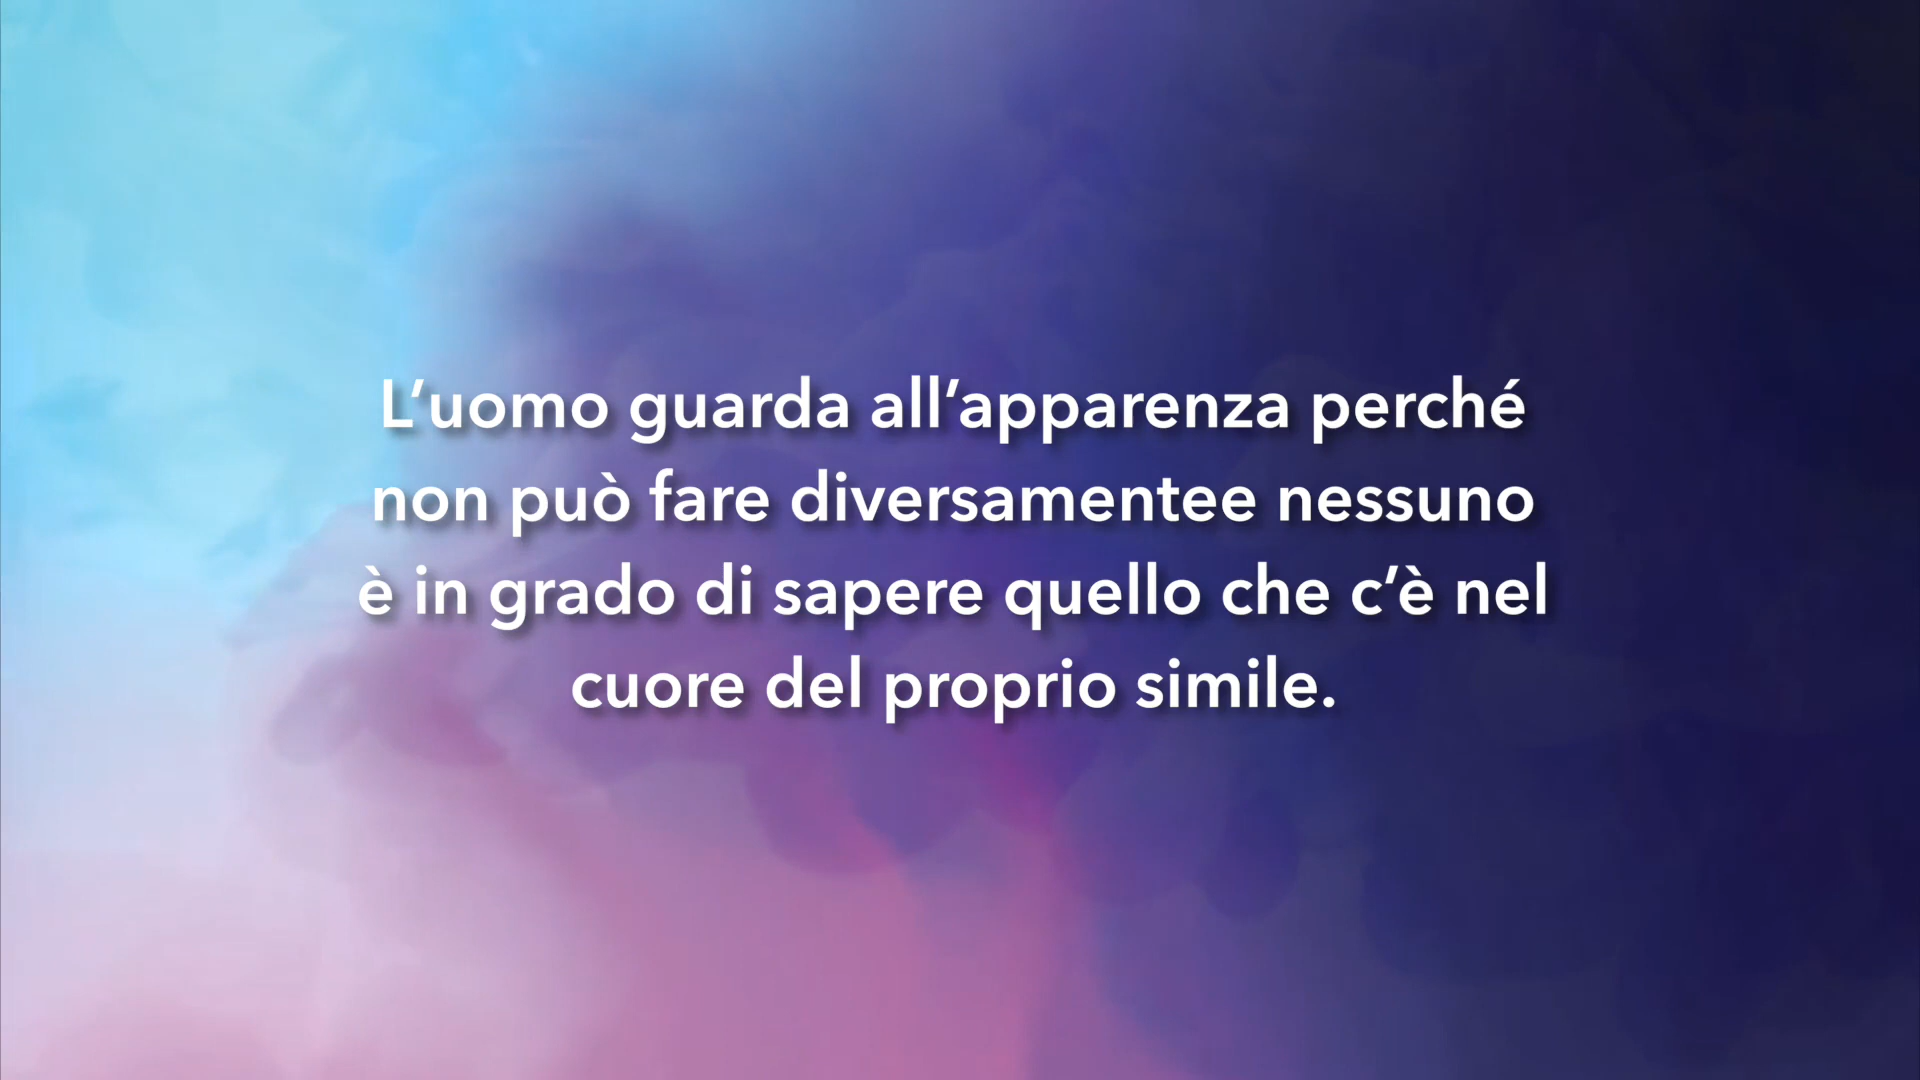 L’uomo guarda all’apparenza perché
non può fare diversamentee nessuno
è in grado di sapere quello che c’è nel
cuore del proprio simile.